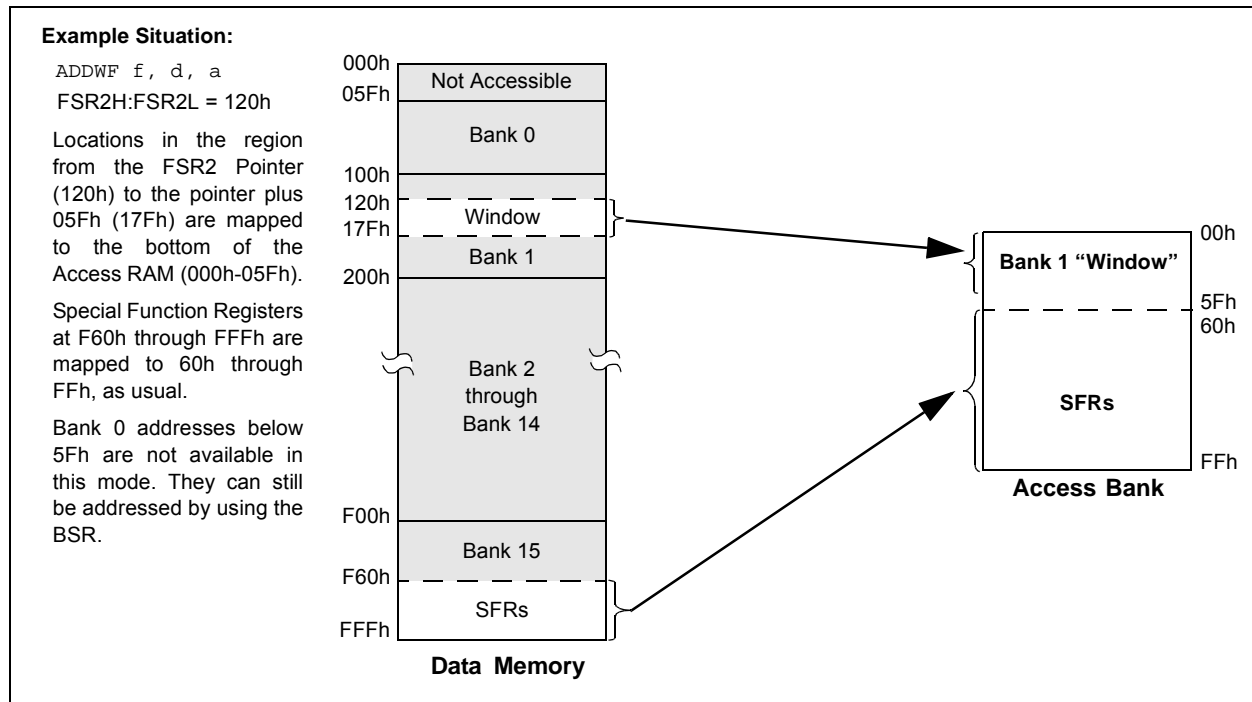 Example Situation:
ADDWF f, d, a
FSR2H:FSR2L = 120h
Locations in the region
from the FSR2 Pointer
(120h) to the pointer plus
05Fh (17Fh) are mapped
to the bottom of the
Access RAM (000h-05Fh).
Special Function Registers
at F60h through FFFh are
mapped to 60h through
FFh, as usual.
Bank 0 addresses below
5Fh are not available in
this mode. They can still
be addressed by using the
BSR.
000h
Not Accessible
05Fh
Bank 0
100h
120h
Window
17Fh
Bank 1
200h
Bank 2
through
Bank 14
F00h
Bank 15
F60h
SFRs
FFFh
Data Memory
00h
Bank 1 “Window”
5Fh
60h
SFRs
FFh
Access Bank